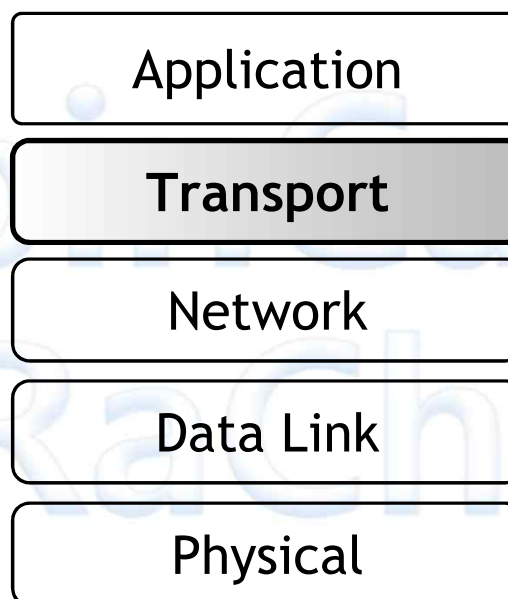 Application
Transport
Network
Data Link
Physical